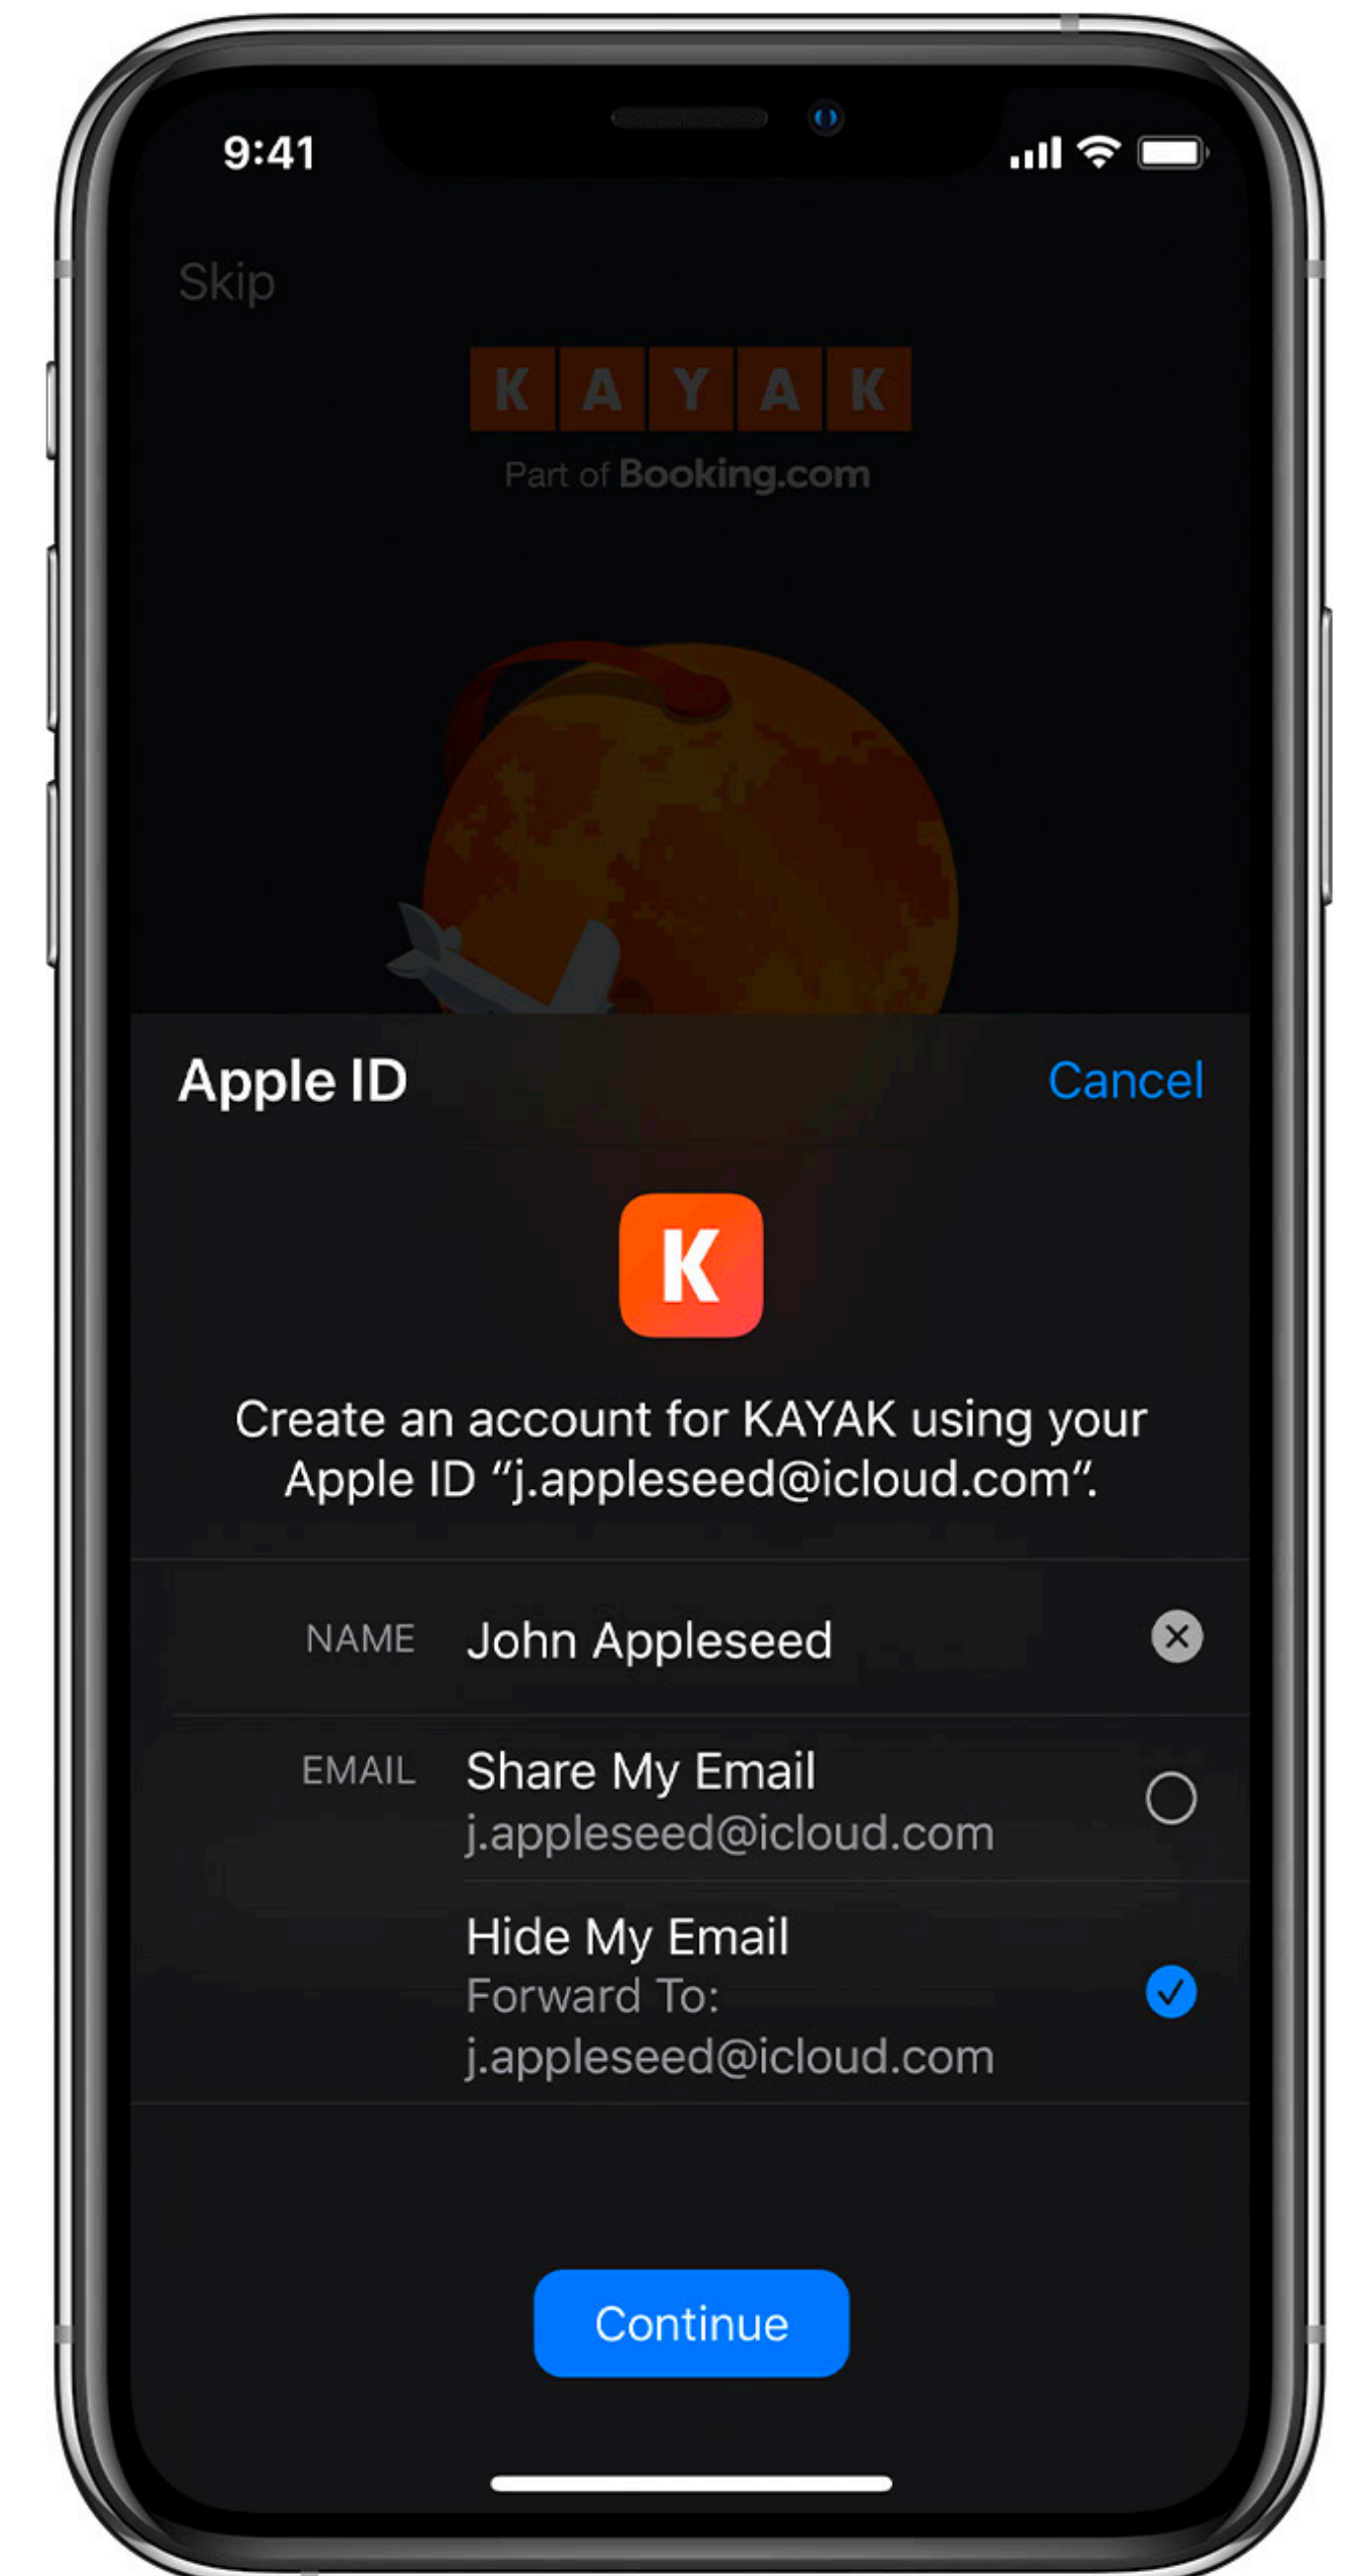 9:41
Skip
KAYAK
Part of Booking.com
Apple ID
Cancel
K
Create an account for KAYAK using your
Apple ID “j.appleseed@icloud.com”.
NAME John Appleseed
EMAIL Share My Email
j.appleseed@icloud.com
Hide My Email
Forward To:
j.appleseed@icloud.com
Continue